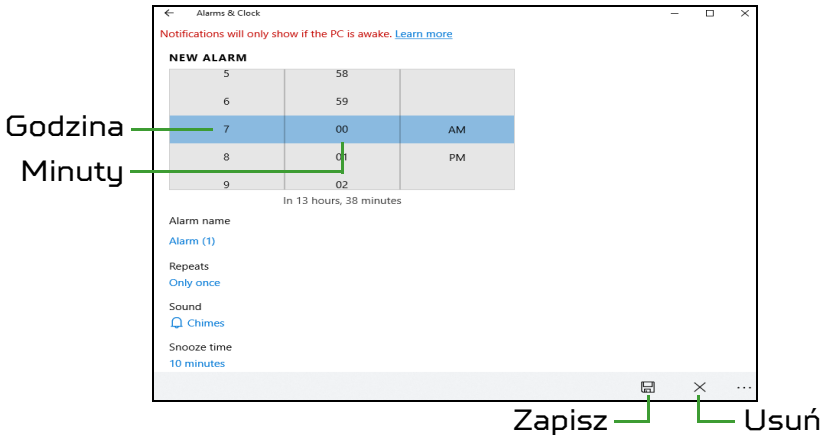 Alarms & Clock
Notifications will only show if the PC is awake. Learn more
NEW ALARM
5 58
6 59
Godzina
7 00 AM
Minuty
8 01 PM
9 02
In 13 hours, 38 minutes
Alarm name
Alarm (1)
Repeats
Only once
Sound
Chimes
Snooze time
10 minutes
Zapisz
Usuń